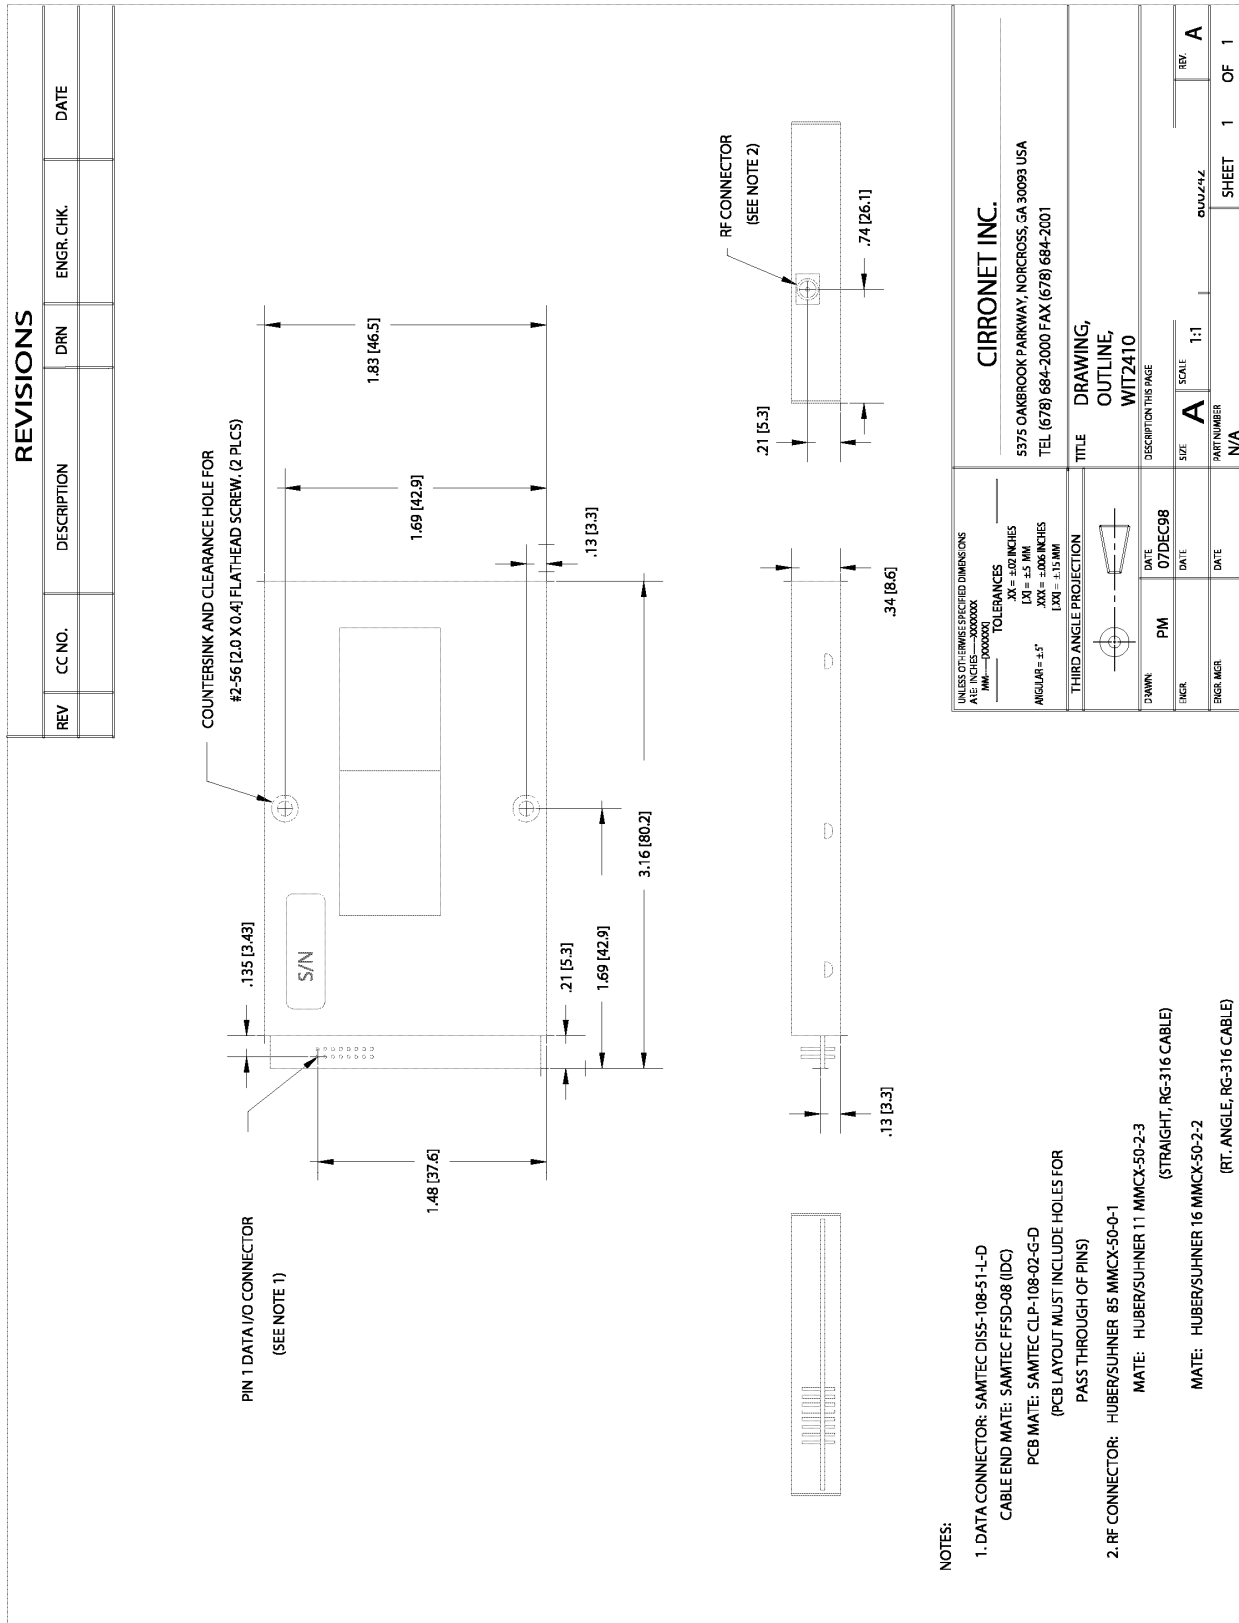 REVISIONS
REV CC NO. DESCRIPTION DRN ENGR. CHK. DATE
COUNTERSINK AND CLEARANCE HOLE FOR
#2-56 [2.0 X 0.4] FLATHEAD SCREW. (2 PLCS)
PIN 1 DATA I/O CONNECTOR
(SEE NOTE 1)
.135 [3.43]
S/N
1.83 [46.5]
1.69 [42.9]
1.48 [37.6]
.21 [5.3]
.13 [3.3]
1.69 [42.9]
3.16 [80.2]
RF CONNECTOR
(SEE NOTE 2)
.21 [5.3]
.74 [26.1]
.34 [8.6]
.13 [3.3]
NOTES:
1. DATA CONNECTOR: SAMTEC DIS5-108-51-L-D
CABLE END MATE: SAMTEC FFSD-08 (IDC)
PCB MATE: SAMTEC CLP-108-02-G-D
(PCB LAYOUT MUST INCLUDE HOLES FOR
PASS THROUGH OF PINS)
2. RF CONNECTOR: HUBER/SUHNER 85 MMCX-50-0-1
MATE: HUBER/SUHNER 11 MMCX-50-2-3
(STRAIGHT, RG-316 CABLE)
MATE: HUBER/SUHNER 16 MMCX-50-2-2
(RT. ANGLE, RG-316 CABLE)
UNLESS OTHERWISE SPECIFIED DIMENSIONS
ARE: INCHES
MM
TOLERANCES
.XX = ±.02 INCHES
[.X] = ±.5 MM
.XXX = ±.006 INCHES
[.XX] = ±.15 MM
ANGULAR = ±.5°
THIRD ANGLE PROJECTION
CIRRONET INC.
5375 OAKBROOK PARKWAY, NORCROSS, GA 30093 USA
TEL (678) 684-2000 FAX (678) 684-2001
TITLE
DRAWING,
OUTLINE,
WIT2410
DRAWN: PM
DATE 07DEC98
DESCRIPTION THIS PAGE
ENGR.
DATE
SIZE A
SCALE 1:1
800242
REV. A
ENGR. MGR.
DATE
PART NUMBER
N/A
SHEET 1 OF 1